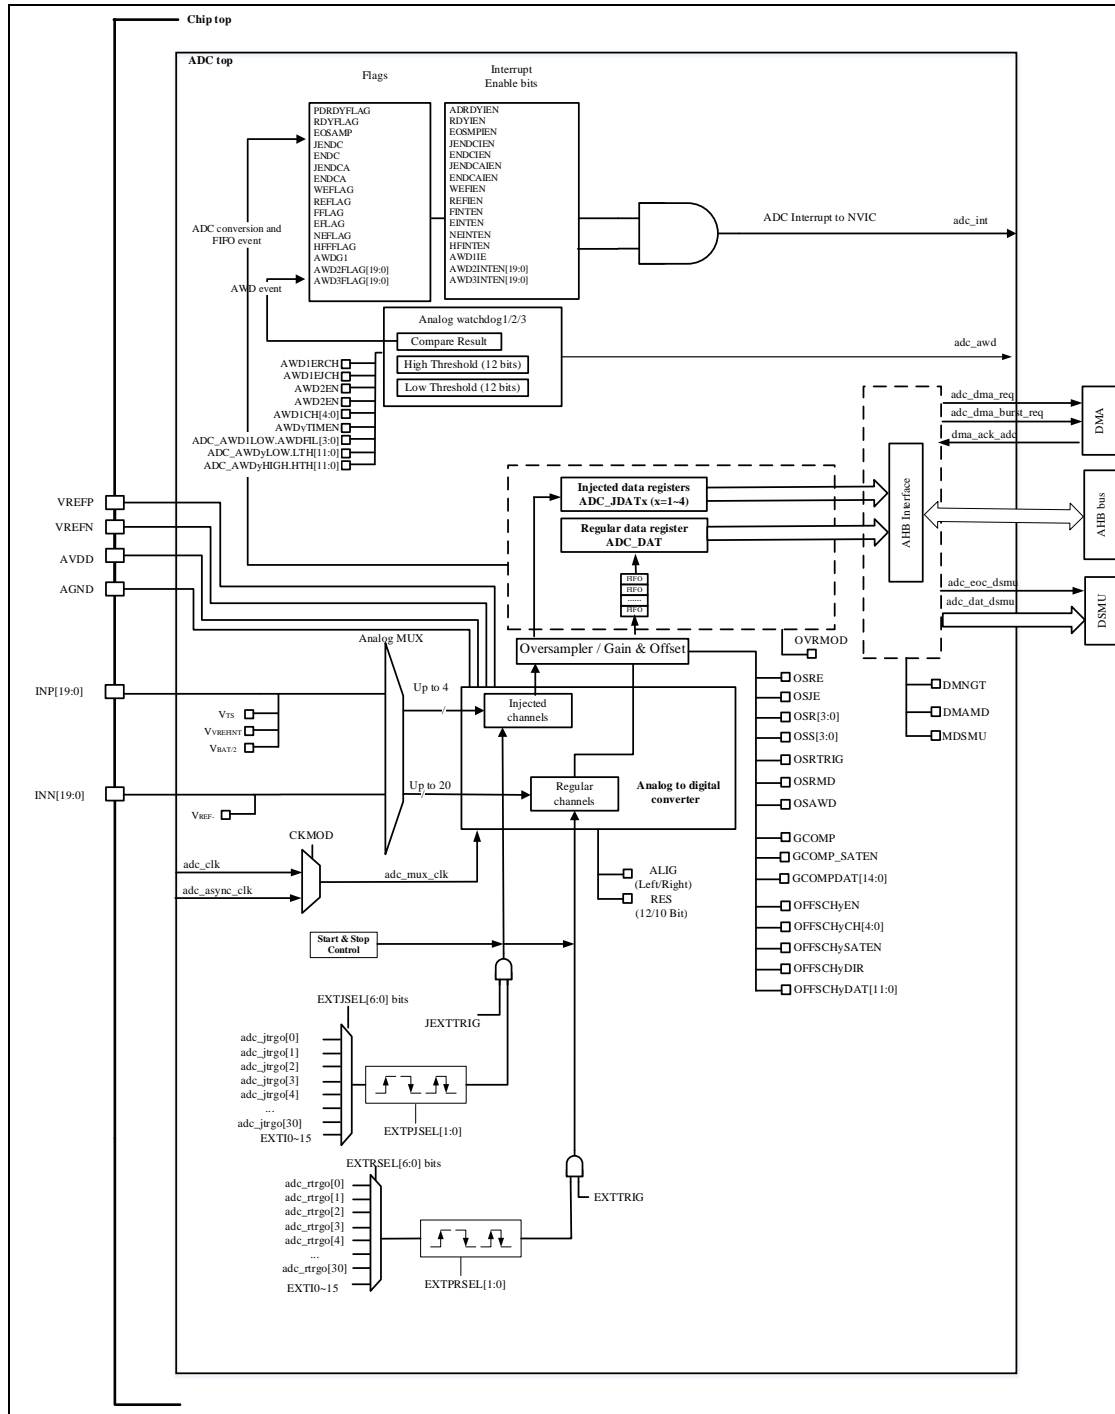 Chip top
ADC top
Flags
Interrupt
Enable bits
PDRDYFLAG
RDYFLAG
EOSAMP
JENDC
ENDC
JENDCA
ENDCA
WEFLAG
REFLAG
FFLAG
EFLAG
NEFLAG
HFFFLAG
AWDG1
AWD2FLAG[19:0]
AWD3FLAG[19:0]
ADRDYIEN
RDYIEN
EOSMPIEN
JENDCIEN
ENDCIEN
JENDCAIEN
ENDCAIEN
WEFIEN
REFIEN
FINTEN
EINTEN
NEINTEN
HFINTEN
AWD1IE
AWD2INTEN[19:0]
AWD3INTEN[19:0]
ADC conversion and
FIFO event
AWD event
ADC Interrupt to NVIC
adc_int
Analog watchdog1/2/3
Compare Result
High Threshold (12 bits)
Low Threshold (12 bits)
adc_awd
AWD1ERCH
AWD1EJCH
AWD2EN
AWD2EN
AWD1CH[4:0]
AWDyTIMEN
ADC_AWD1LOW.AWDFIL[3:0]
ADC_AWDyLOW.LTH[11:0]
ADC_AWDyHIGH.HTH[11:0]
adc_dma_req
adc_dma_burst_req
dma_ack_adc
DMA
AHB Interface
AHB bus
adc_eoc_dsmu
adc_dat_dsmu
DSMU
Injected data registers
ADC_JDATx (x=1~4)
Regular data register
ADC_DAT
FIFO
FIFO
......
FIFO
VREFP
VREFN
AVDD
AGND
Analog MUX
Oversampler / Gain & Offset
OVRMOD
INP[19:0]
VTS
VVREFINT
VBAT/2
Up to 4
Injected
channels
INN[19:0]
VREF-
Up to 20
Regular
channels
Analog to digital
converter
DMNGT
DMAMD
MDSMU
OSRE
OSJE
OSR[3:0]
OSS[3:0]
OSRTRIG
OSRMD
OSAWD
GCOMP
GCOMP_SATEN
GCOMPDAT[14:0]
OFFSCHyEN
OFFSCHyCH[4:0]
OFFSCHySATEN
OFFSCHyDIR
OFFSCHyDAT[11:0]
CKMOD
adc_clk
adc_async_clk
adc_mux_clk
ALIG
(Left/Right)
RES
(12/10 Bit)
Start & Stop
Control
EXTJSEL[6:0] bits
JEXTTRIG
adc_jtrgo[0]
adc_jtrgo[1]
adc_jtrgo[2]
adc_jtrgo[3]
adc_jtrgo[4]
...
adc_jtrgo[30]
EXTI0~15
EXTPJSEL[1:0]
EXTRSEL[6:0] bits
EXTTRIG
adc_rtrgo[0]
adc_rtrgo[1]
adc_rtrgo[2]
adc_rtrgo[3]
adc_rtrgo[4]
...
adc_rtrgo[30]
EXTI0~15
EXTPRSEL[1:0]